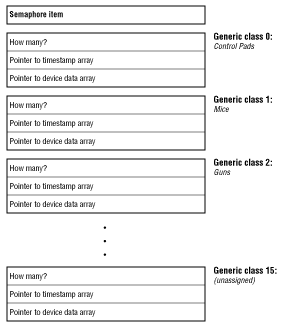 Semaphore item
How many?
Pointer to timestamp array
Pointer to device data array
Generic class 0:
Control Pads
How many?
Pointer to timestamp array
Pointer to device data array
Generic class 1:
Mice
How many?
Pointer to timestamp array
Pointer to device data array
Generic class 2:
Guns
How many?
Pointer to timestamp array
Pointer to device data array
Generic class 15:
(unassigned)